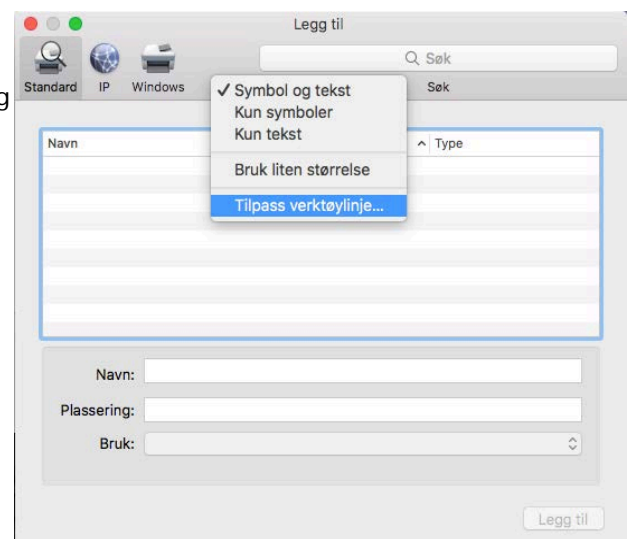 Legg til
Søk
Standard IP Windows Søk
g
✓ Symbol og tekst
Kun symboler
Kun tekst
Bruk liten størrelse
Tilpass verktøylinje...
Navn Type
Navn:
Plassering:
Bruk:
Legg til